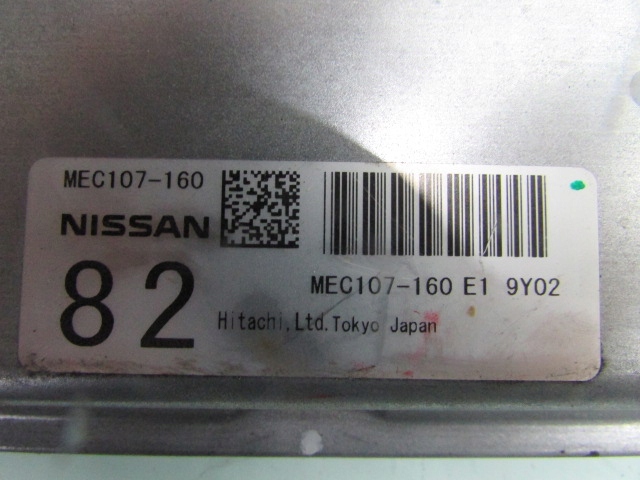 MEC107-160
NISSAN
82
MEC107-160 E1 9Y02
Hitachi,Ltd.Tokyo Japan